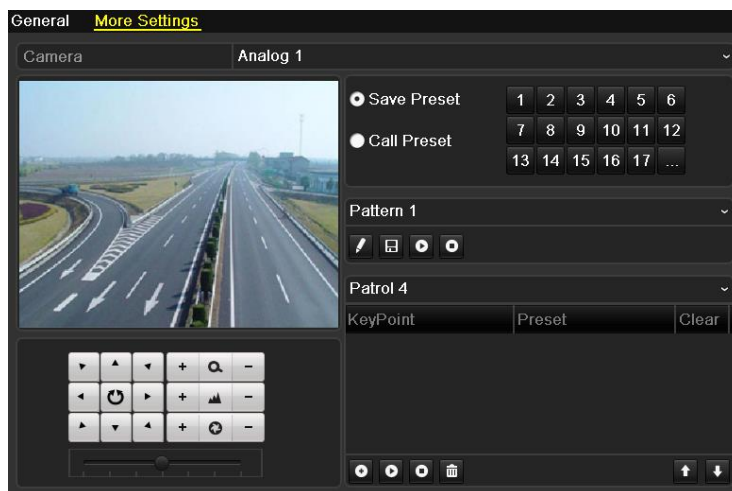 General More Settings
Camera Analog 1
Save Preset
Call Preset
1 2 3 4 5 6
7 8 9 10 11 12
13 14 15 16 17 ...
Pattern 1
Patrol 4
KeyPoint Preset Clear